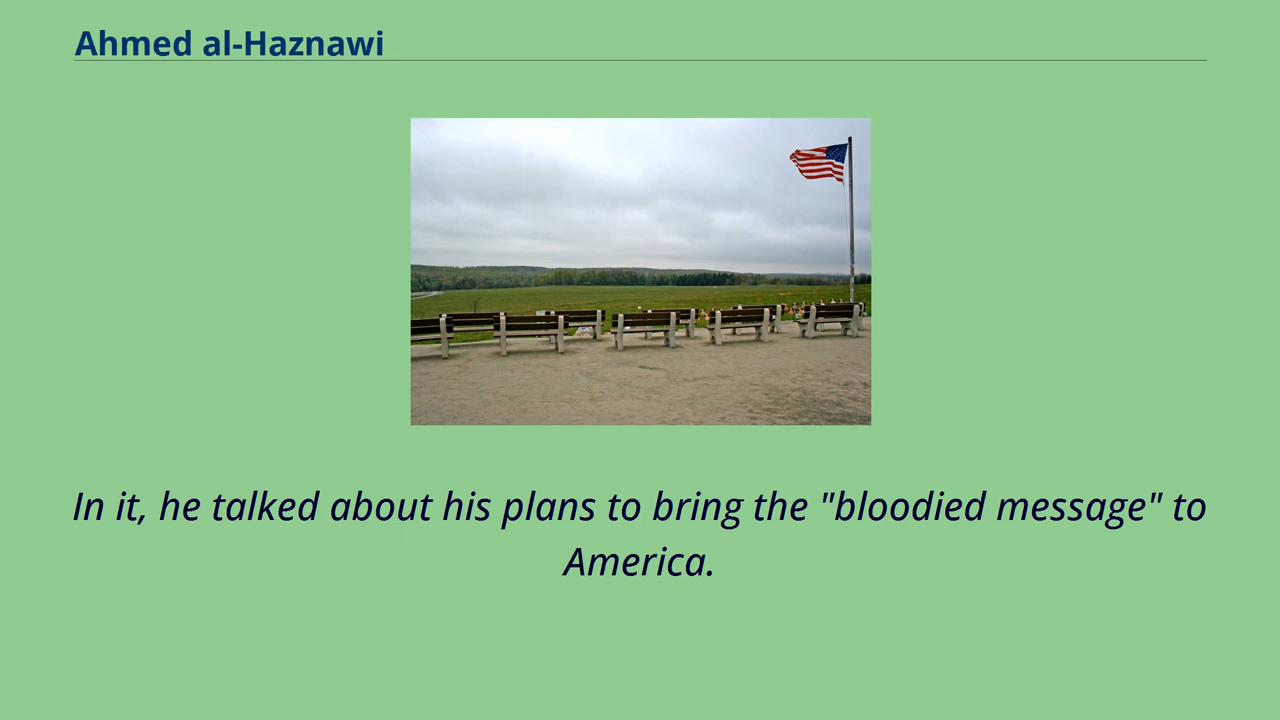 Ahmed al-Haznawi
In it, he talked about his plans to bring the "bloodied message" to
America.